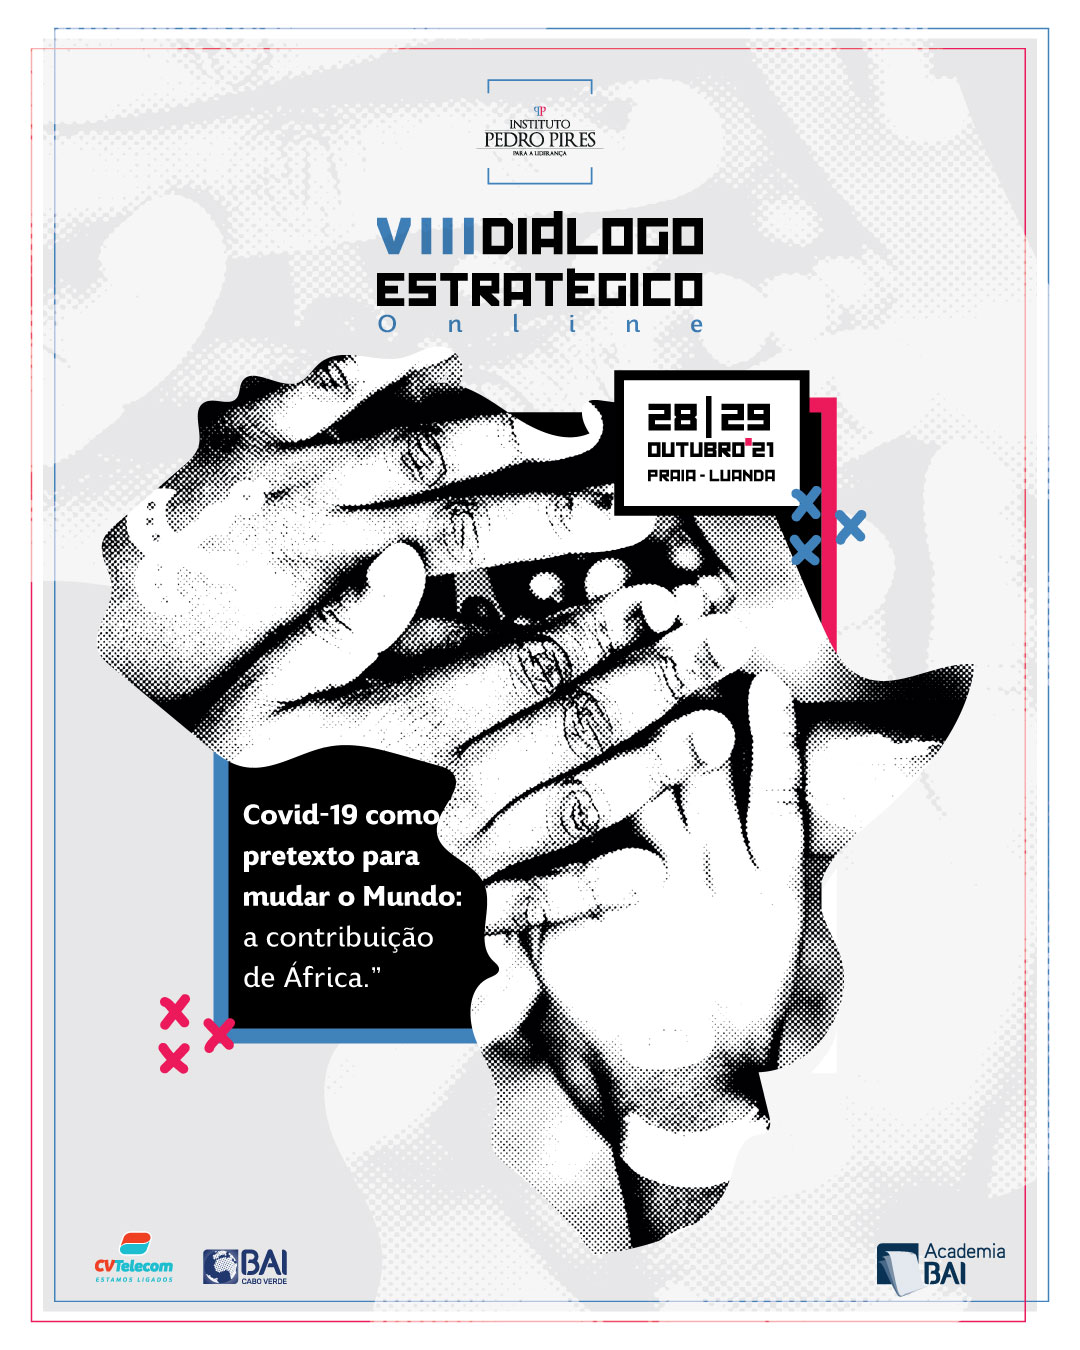 INSTITUTO
PEDRO PIRES
PARA A LIDERANÇA
VIII DIÁLOGO
ESTRATÉGICO
Online
28|29
OUTUBRO'21
PRAIA - LUANDA
Covid-19 como
pretexto para
mudar o Mundo:
a contribuição
de África.”
CVTelecom
ESTAMOS LIGADOS
BAI
CABO VERDE
Academia
BAI